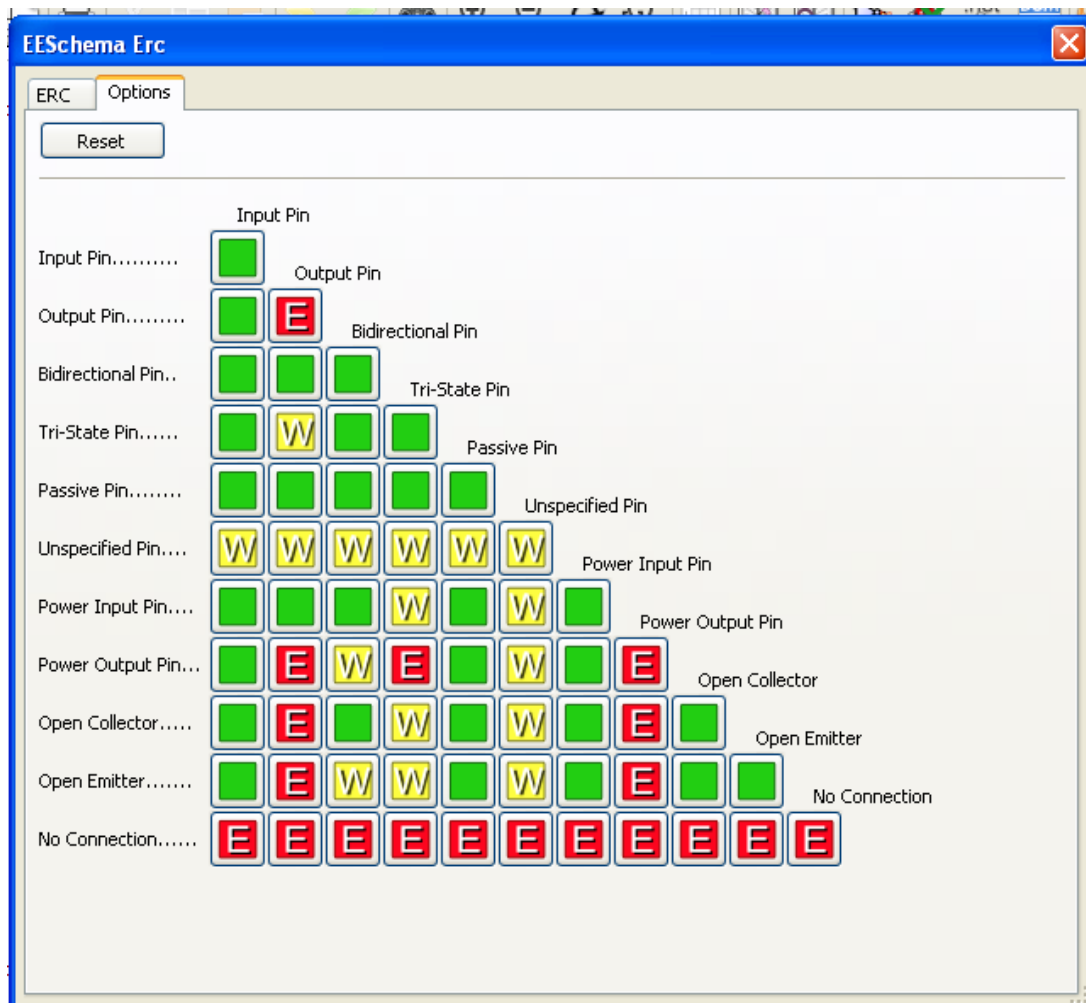 EESchema Erc
ERC Options
Reset
Input Pin
Input Pin..........
Output Pin
Output Pin......... E
Bidirectional Pin
Bidirectional Pin..
Tri-State Pin
Tri-State Pin...... W
Passive Pin
Passive Pin........
Unspecified Pin
Unspecified Pin.... W W W W W W
Power Input Pin
Power Input Pin.... W W
Power Output Pin
Power Output Pin... E W E W E
Open Collector
Open Collector..... E W W E
Open Emitter
Open Emitter....... E W W W E
No Connection
No Connection...... E E E E E E E E E E E